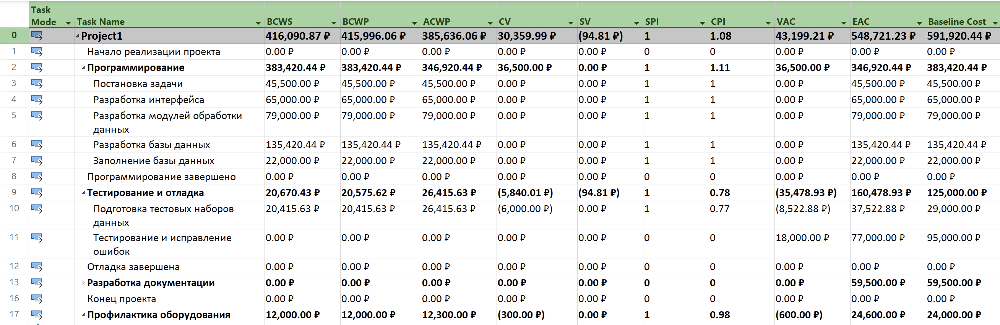 Task Mode Task Name BCWS BCWP ACWP CV SV SPI CPI VAC EAC Baseline Cost
0 Project1 416,090.87 ₽ 415,996.06 ₽ 385,636.06 ₽ 30,359.99 ₽ (94.81 ₽) 1 1.08 43,199.21 ₽ 548,721.23 ₽ 591,920.44 ₽
1 Начало реализации проекта 0.00 ₽ 0.00 ₽ 0.00 ₽ 0.00 ₽ 0.00 ₽ 0 0 0.00 ₽ 0.00 ₽ 0.00 ₽
2 Программирование 383,420.44 ₽ 383,420.44 ₽ 346,920.44 ₽ 36,500.00 ₽ 0.00 ₽ 1 1.11 36,500.00 ₽ 346,920.44 ₽ 383,420.44 ₽
3 Постановка задачи 45,500.00 ₽ 45,500.00 ₽ 45,500.00 ₽ 0.00 ₽ 0.00 ₽ 1 1 0.00 ₽ 45,500.00 ₽ 45,500.00 ₽
4 Разработка интерфейса 65,000.00 ₽ 65,000.00 ₽ 65,000.00 ₽ 0.00 ₽ 0.00 ₽ 1 1 0.00 ₽ 65,000.00 ₽ 65,000.00 ₽
5 Разработка модулей обработки данных 79,000.00 ₽ 79,000.00 ₽ 79,000.00 ₽ 0.00 ₽ 0.00 ₽ 1 1 0.00 ₽ 79,000.00 ₽ 79,000.00 ₽
6 Разработка базы данных 135,420.44 ₽ 135,420.44 ₽ 135,420.44 ₽ 0.00 ₽ 0.00 ₽ 1 1 0.00 ₽ 135,420.44 ₽ 135,420.44 ₽
7 Заполнение базы данных 22,000.00 ₽ 22,000.00 ₽ 22,000.00 ₽ 0.00 ₽ 0.00 ₽ 1 1 0.00 ₽ 22,000.00 ₽ 22,000.00 ₽
8 Программирование завершено 0.00 ₽ 0.00 ₽ 0.00 ₽ 0.00 ₽ 0.00 ₽ 0 0 0.00 ₽ 0.00 ₽ 0.00 ₽
9 Тестирование и отладка 20,670.43 ₽ 20,575.62 ₽ 26,415.63 ₽ (5,840.01 ₽) (94.81 ₽) 1 0.78 (35,478.93 ₽) 160,478.93 ₽ 125,000.00 ₽
10 Подготовка тестовых наборов данных 20,415.63 ₽ 20,415.63 ₽ 26,415.63 ₽ (6,000.00 ₽) 0.00 ₽ 1 0.77 (8,522.88 ₽) 37,522.88 ₽ 29,000.00 ₽
11 Тестирование и исправление ошибок 0.00 ₽ 0.00 ₽ 0.00 ₽ 0.00 ₽ 0.00 ₽ 0 0 18,000.00 ₽ 77,000.00 ₽ 95,000.00 ₽
12 Отладка завершена 0.00 ₽ 0.00 ₽ 0.00 ₽ 0.00 ₽ 0.00 ₽ 0 0 0.00 ₽ 0.00 ₽ 0.00 ₽
13 Разработка документации 0.00 ₽ 0.00 ₽ 0.00 ₽ 0.00 ₽ 0.00 ₽ 0 0 0.00 ₽ 59,500.00 ₽ 59,500.00 ₽
16 Конец проекта 0.00 ₽ 0.00 ₽ 0.00 ₽ 0.00 ₽ 0.00 ₽ 0 0 0.00 ₽ 0.00 ₽ 0.00 ₽
17 Профилактика оборудования 12,000.00 ₽ 12,000.00 ₽ 12,300.00 ₽ (300.00 ₽) 0.00 ₽ 1 0.98 (600.00 ₽) 24,600.00 ₽ 24,000.00 ₽